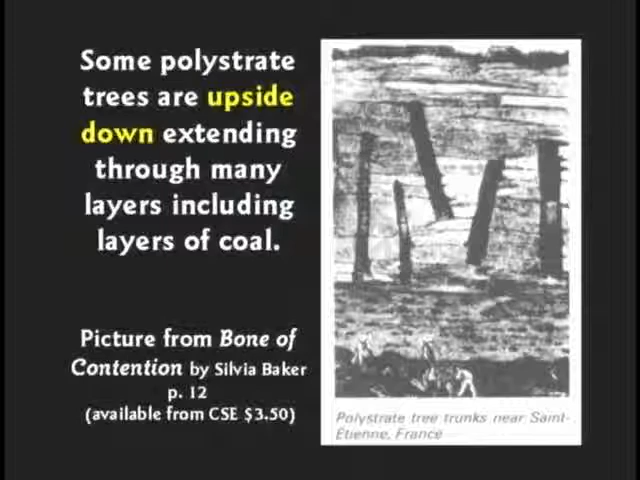 Some polystrate
trees are upside
down extending
through many
layers including
layers of coal.
Picture from Bone of
Contention by Silvia Baker
p. 12
(available from CSE $3.50)
Polystrate tree trunks near Saint-
Etienne, France